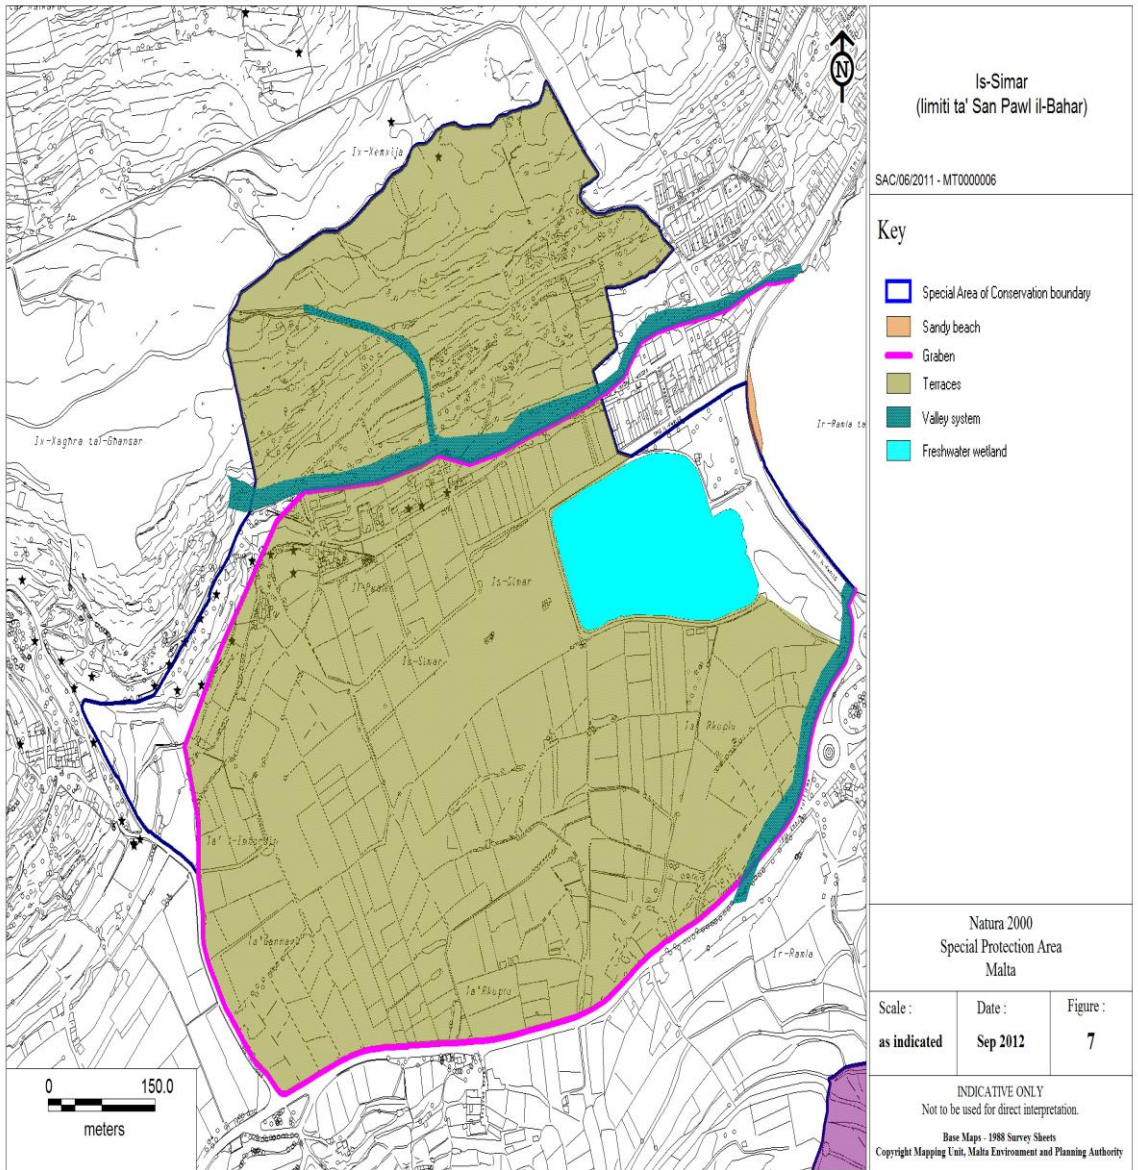 Is-Simar
(limiti ta' San Pawl il-Bahar)
SAC/06/2011 - MT0000006
Key
Special Area of Conservation boundary
Sandy beach
Graben
Terraces
Valley system
Freshwater wetland
N
Ix-Xemxija
Ix-Xaghra tal-Ghansar
Ir-Ramla ta
Is-Simar
Is-Simar
Ta' Rkuplu
Ta' Rkuplu
Ir-Ramla
0 150.0
meters
Natura 2000
Special Protection Area
Malta
Scale :
as indicated
Date :
Sep 2012
Figure :
7
INDICATIVE ONLY
Not to be used for direct interpretation.
Base Maps - 1988 Survey Sheets
Copyright Mapping Unit, Malta Environment and Planning Authority